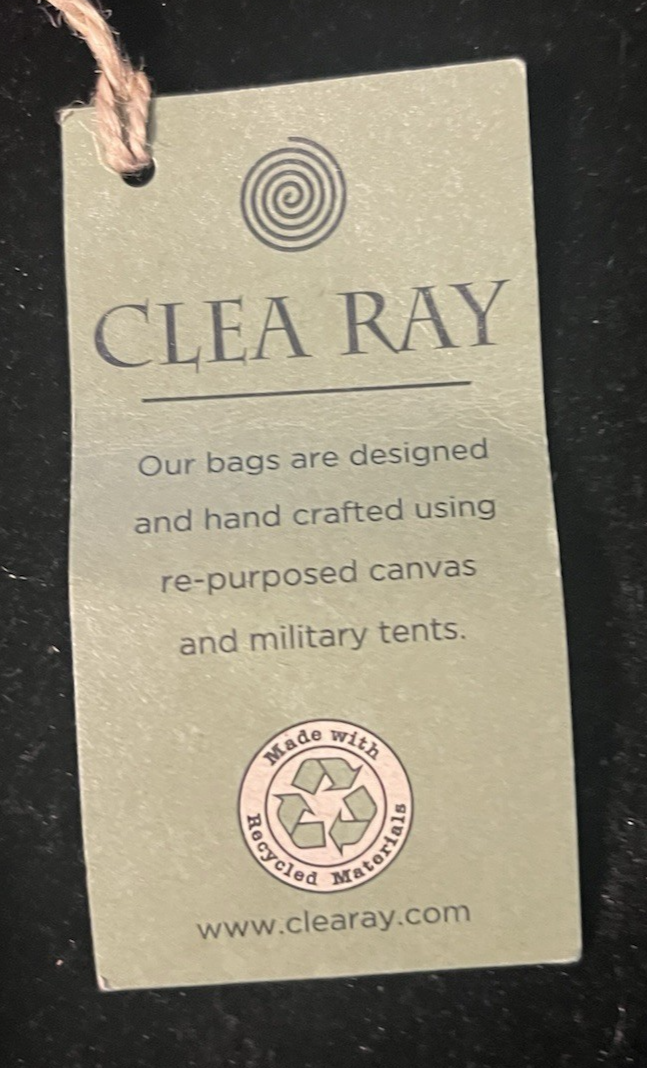 CLEA RAY
Our bags are designed
and hand crafted using
re-purposed canvas
and military tents.
Made with
Recycled Materials
www.clearay.com